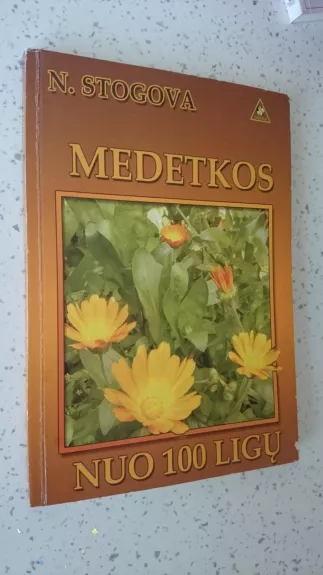 N. STOGOVA
MEDETKOS
NUO 100 LIGŲ